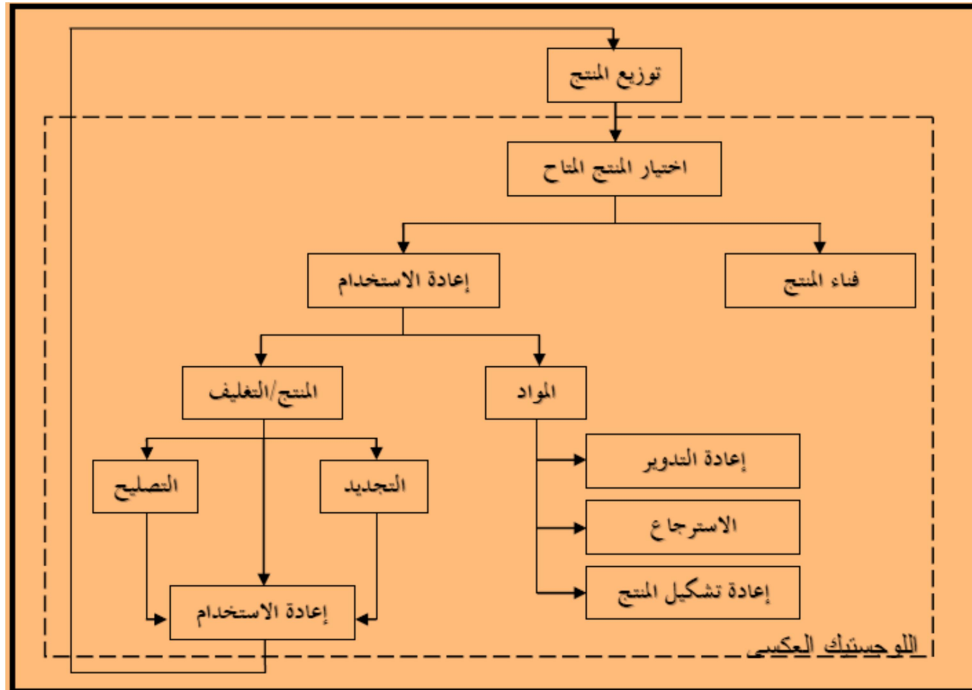 توزيع المنتج
اختيار المنتج المتاح
إعادة الاستخدام
فناء المنتج
المنتج/التغليف
المواد
التصليح
التجديد
إعادة التدوير
الاسترجاع
إعادة تشكيل المنتج
إعادة الاستخدام
اللوجستيك العكسي